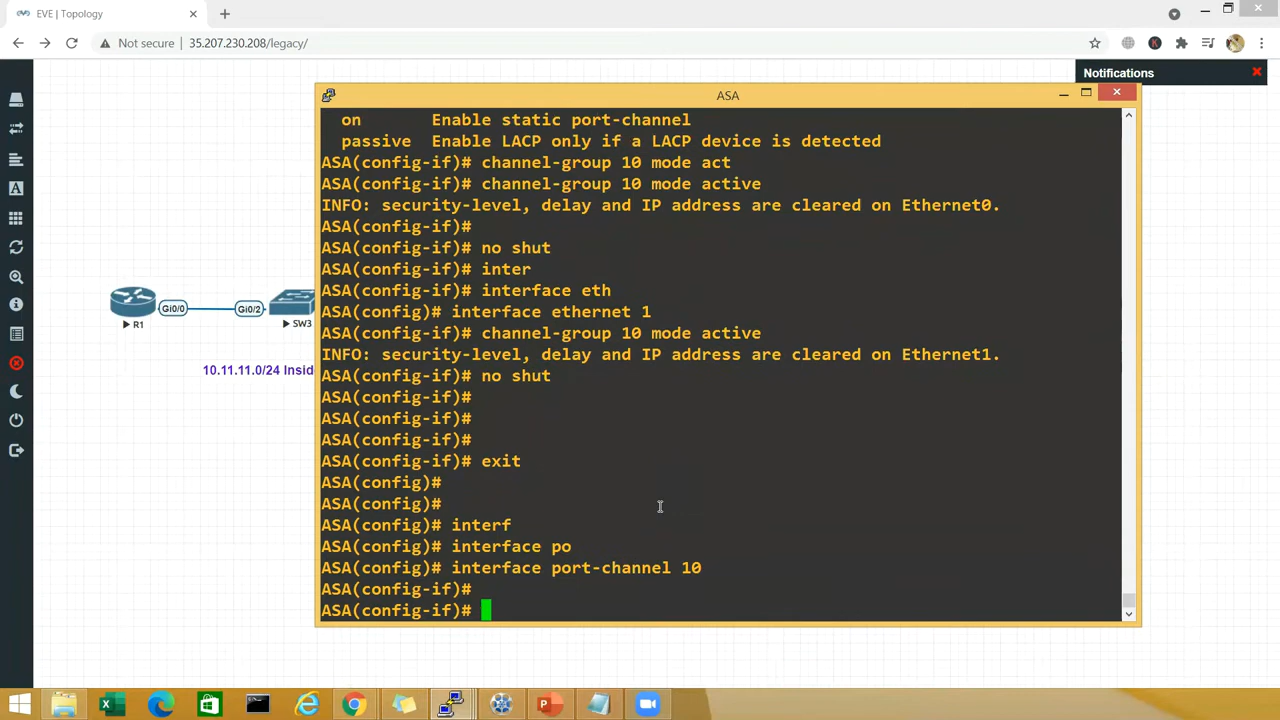 EVE | Topology
Not secure | 35.207.230.208/legacy/
K
Notifications
ASA
on Enable static port-channel
passive Enable LACP only if a LACP device is detected
ASA(config-if)# channel-group 10 mode act
ASA(config-if)# channel-group 10 mode active
INFO: security-level, delay and IP address are cleared on Ethernet0.
ASA(config-if)#
ASA(config-if)# no shut
ASA(config-if)# inter
ASA(config-if)# interface eth
ASA(config)# interface ethernet 1
ASA(config-if)# channel-group 10 mode active
INFO: security-level, delay and IP address are cleared on Ethernet1.
ASA(config-if)# no shut
ASA(config-if)#
ASA(config-if)#
ASA(config-if)#
ASA(config-if)# exit
ASA(config)#
ASA(config)#
ASA(config)# interf
ASA(config)# interface po
ASA(config)# interface port-channel 10
ASA(config-if)#
ASA(config-if)#
Gi0/0
Gi0/2
R1
SW3
10.11.11.0/24 Insid